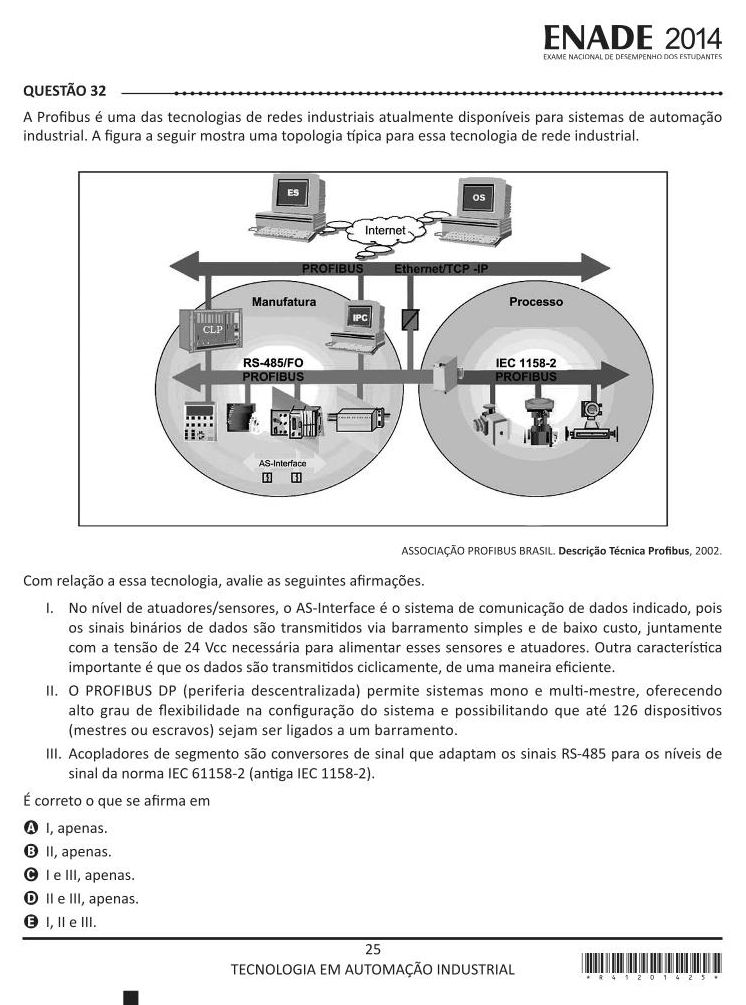 ENADE 2014
EXAME NACIONAL DE DESEMPENHO DOS ESTUDANTES
QUESTÃO 32
A Profibus é uma das tecnologias de redes industriais atualmente disponíveis para sistemas de automação
industrial. A figura a seguir mostra uma topologia típica para essa tecnologia de rede industrial.
ES
OS
Internet
PROFIBUS Ethernet/TCP -IP
Manufatura
Processo
CLP
IPC
RS-485/FO
PROFIBUS
IEC 1158-2
PROFIBUS
AS-Interface
ASSOCIAÇÃO PROFIBUS BRASIL. Descrição Técnica Profibus, 2002.
Com relação a essa tecnologia, avalie as seguintes afirmações.
I. No nível de atuadores/sensores, o AS-Interface é o sistema de comunicação de dados indicado, pois
os sinais binários de dados são transmitidos via barramento simples e de baixo custo, juntamente
com a tensão de 24 Vcc necessária para alimentar esses sensores e atuadores. Outra característica
importante é que os dados são transmitidos ciclicamente, de uma maneira eficiente.
II. O PROFIBUS DP (periferia descentralizada) permite sistemas mono e multi-mestre, oferecendo
alto grau de flexibilidade na configuração do sistema e possibilitando que até 126 dispositivos
(mestres ou escravos) sejam ser ligados a um barramento.
III. Acopladores de segmento são conversores de sinal que adaptam os sinais RS-485 para os níveis de
sinal da norma IEC 61158-2 (antiga IEC 1158-2).
É correto o que se afirma em
A I, apenas.
B II, apenas.
C I e III, apenas.
D II e III, apenas.
E I, II e III.
25
TECNOLOGIA EM AUTOMAÇÃO INDUSTRIAL
* R 4 1 2 0 1 4 2 5 *